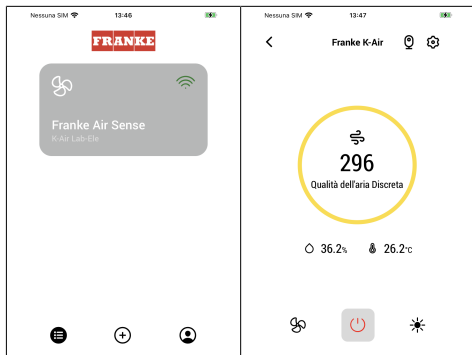 Nessuna SIM 13:46
FRANKE
Franke Air Sense
K-Air Lab-Ele
Nessuna SIM 13:47
Franke K-Air
296
Qualità dell'aria Discreta
36.2% 26.2°C